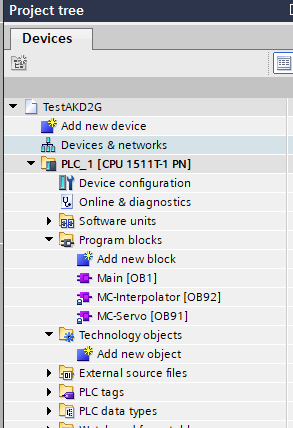 Project tree
Devices
TestAKD2G
Add new device
Devices & networks
PLC_1 [CPU 1511T-1 PN]
Device configuration
Online & diagnostics
Software units
Program blocks
Add new block
Main [OB1]
MC-Interpolator [OB92]
MC-Servo [OB91]
Technology objects
Add new object
External source files
PLC tags
PLC data types